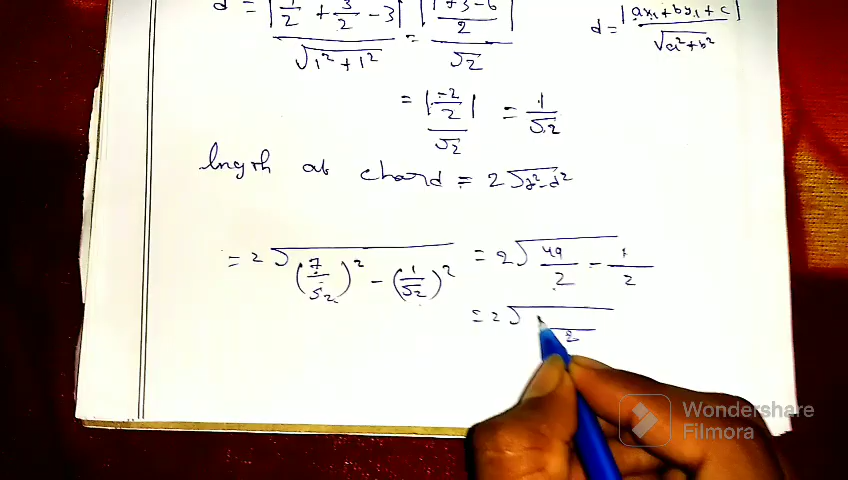 d = |1/2 + 3/2 - 3| / √(1² + 1²) = |(1+3-6)/2| / √2
d = |ax₁ + by₁ + c| / √(a² + b²)
= |-2/2| / √2 = 1/√2
length of chord = 2√(r² - d²)
= 2√((7/√2)² - (1/√2)²) = 2√(49/2 - 1/2)
= 2√( /2)
Wondershare
Filmora